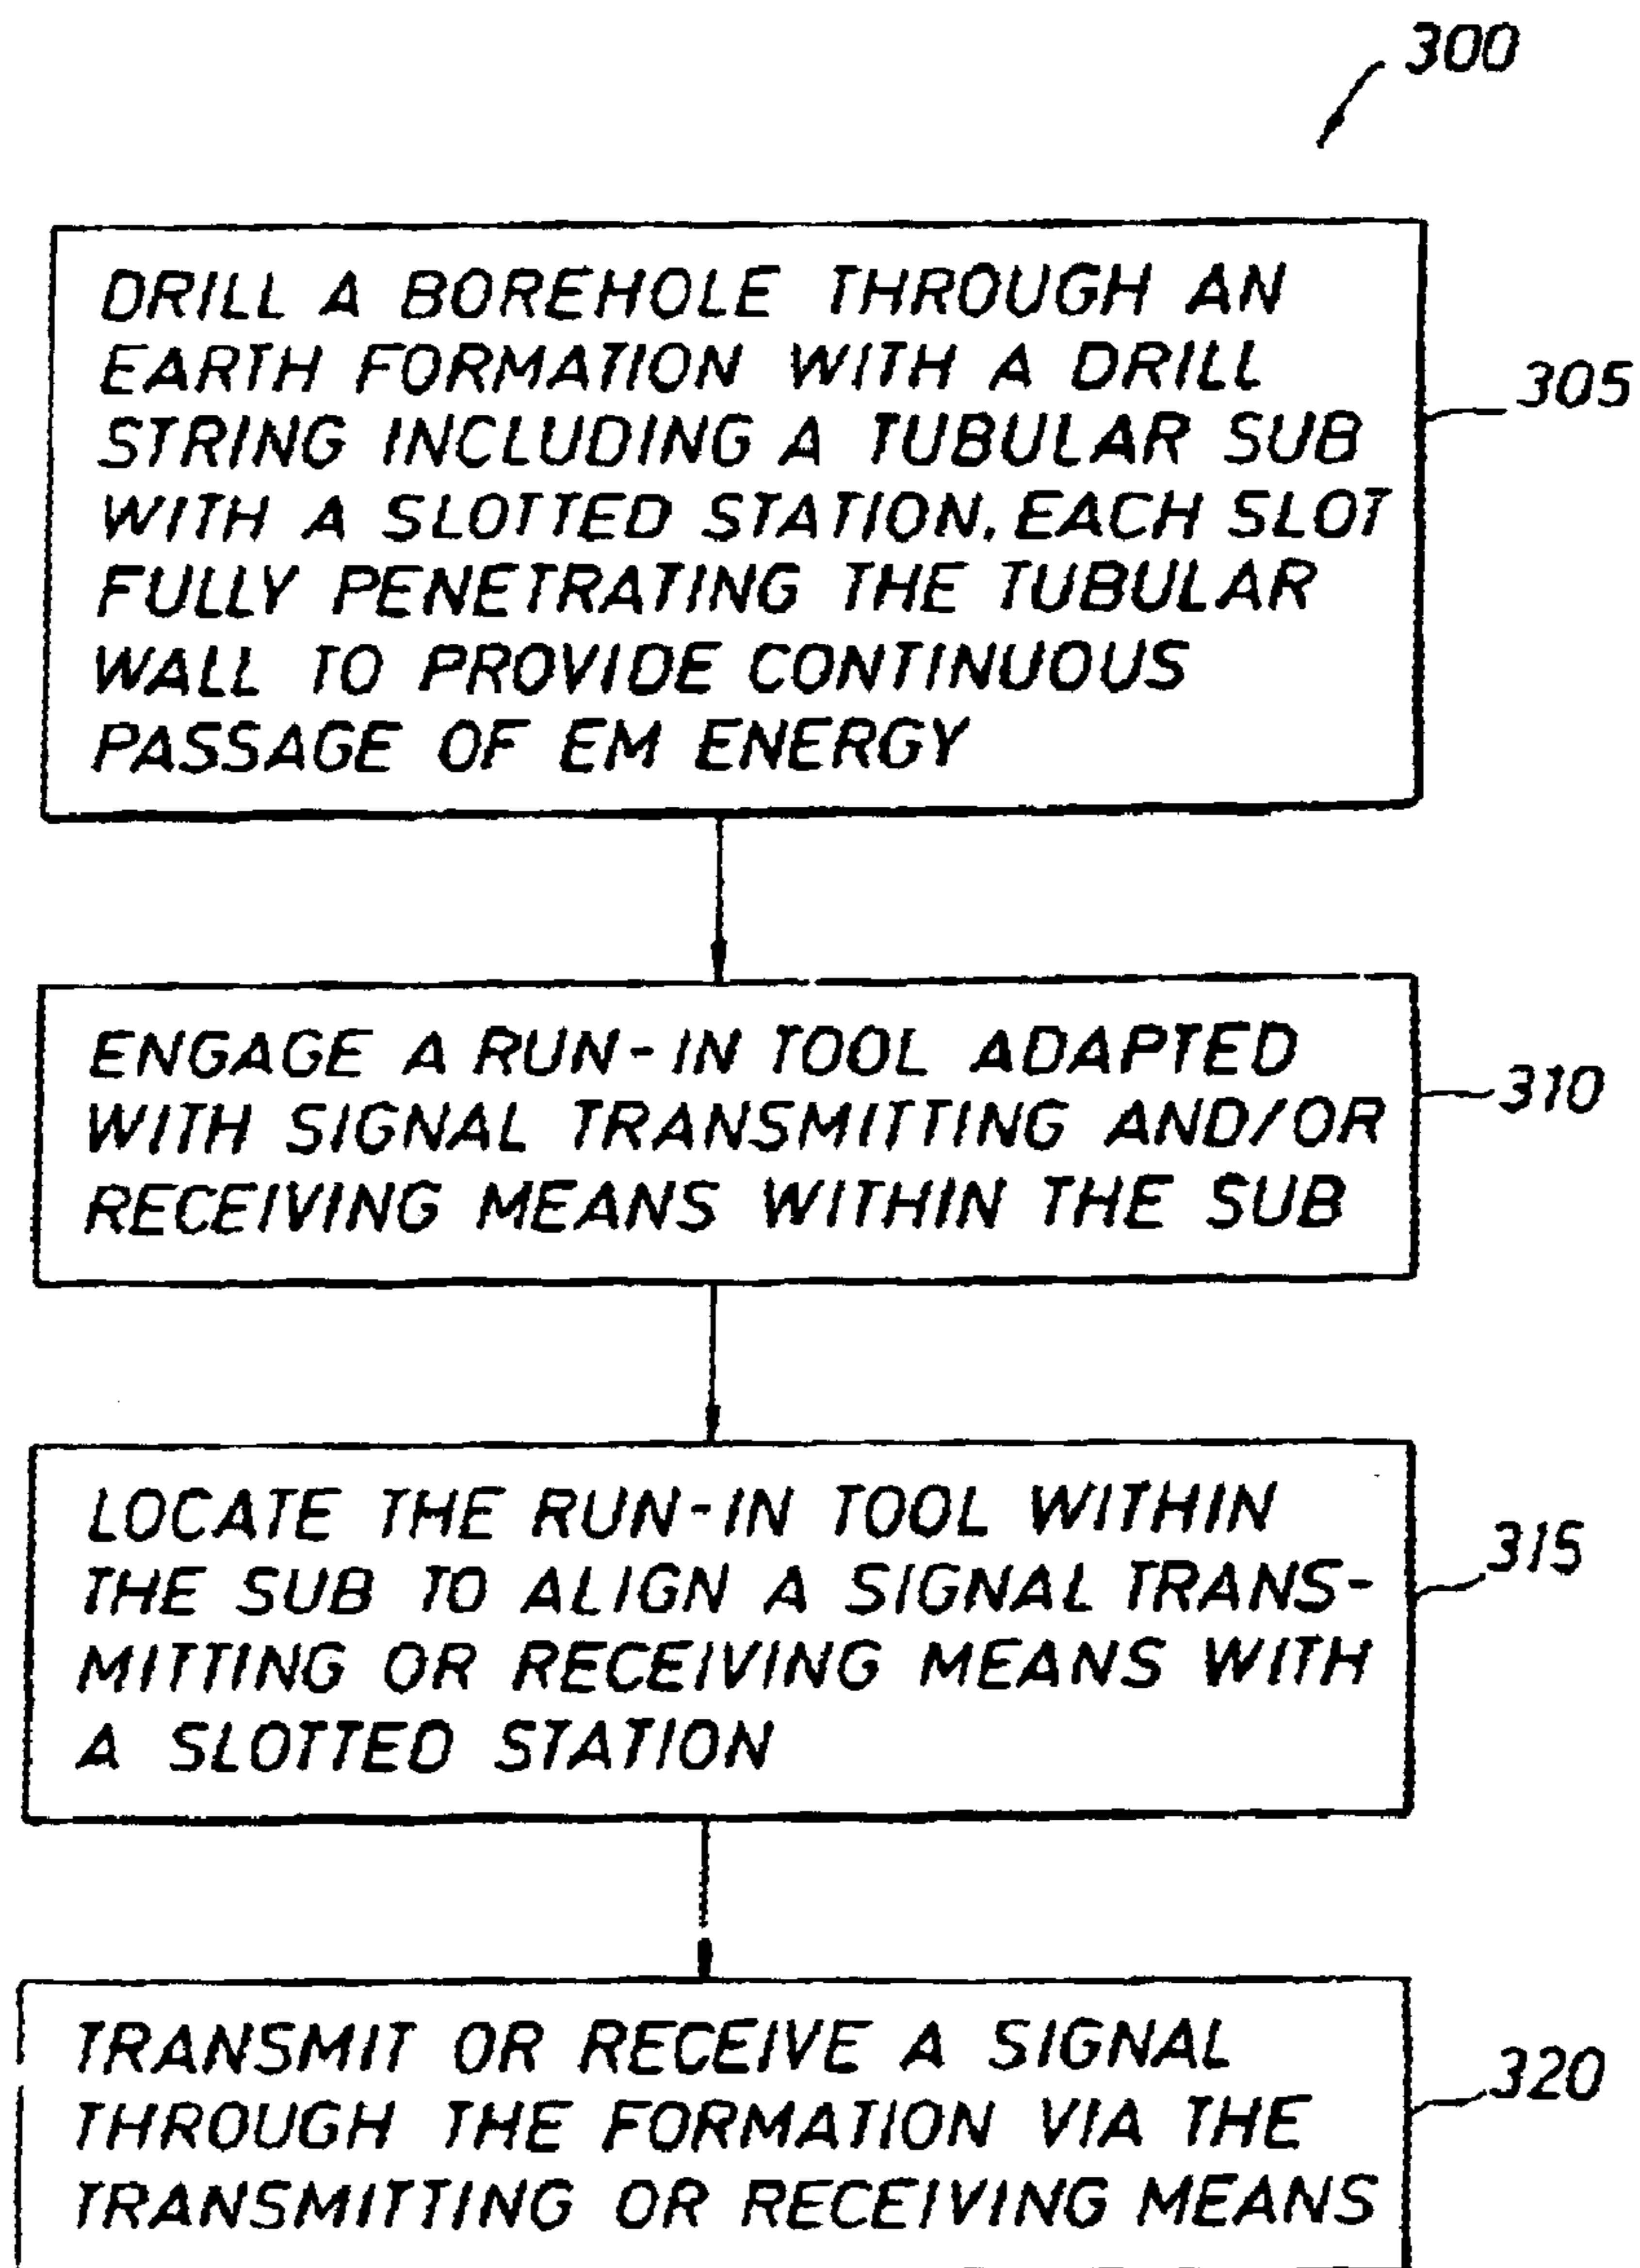 300
DRILL A BOREHOLE THROUGH AN
EARTH FORMATION WITH A DRILL
STRING INCLUDING A TUBULAR SUB
WITH A SLOTTED STATION. EACH SLOT
FULLY PENETRATING THE TUBULAR
WALL TO PROVIDE CONTINUOUS
PASSAGE OF EM ENERGY
305
ENGAGE A RUN-IN TOOL ADAPTED
WITH SIGNAL TRANSMITTING AND/OR
RECEIVING MEANS WITHIN THE SUB
310
LOCATE THE RUN-IN TOOL WITHIN
THE SUB TO ALIGN A SIGNAL TRANS-
MITTING OR RECEIVING MEANS WITH
A SLOTTED STATION
315
TRANSMIT OR RECEIVE A SIGNAL
THROUGH THE FORMATION VIA THE
TRANSMITTING OR RECEIVING MEANS
320